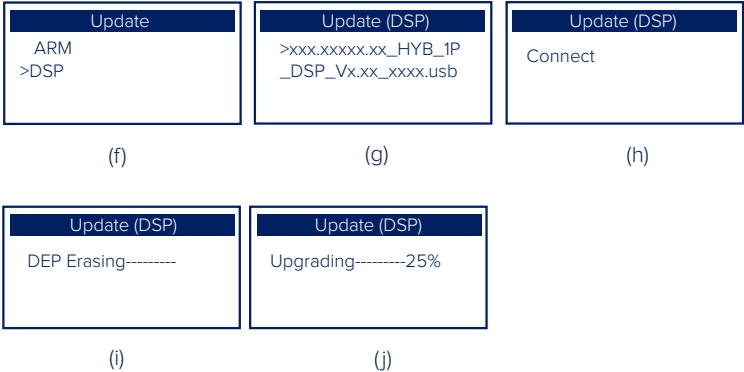 Update
ARM
>DSP
(f)
Update (DSP)
>xxx.xxxxx.xx_HYB_1P
_DSP_Vx.xx_xxxx.usb
(g)
Update (DSP)
Connect
(h)
Update (DSP)
DEP Erasing---------
(i)
Update (DSP)
Upgrading---------25%
(j)